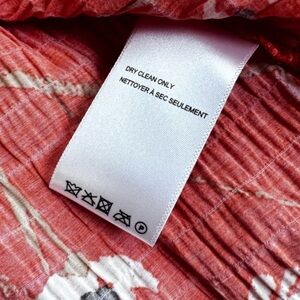 DRY CLEAN ONLY
NETTOYER À SEC SEULEMENT
P